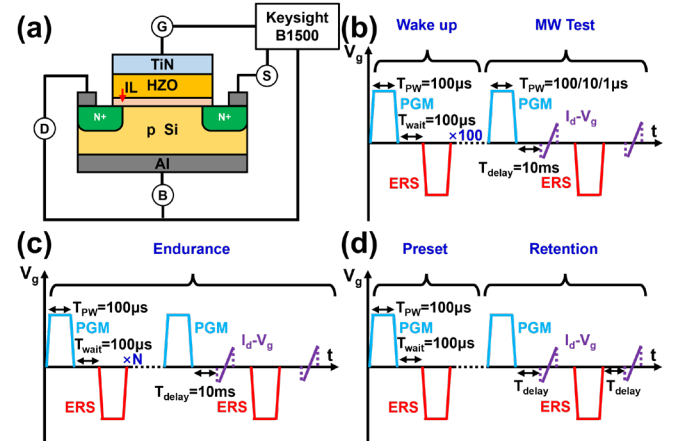 (a)
G
Keysight
B1500
TiN
IL
HZO
S
D
N+
N+
p Si
Al
B
(b)
Wake up
MW Test
Vg
TPW=100μs
TPW=100/10/1μs
PGM
PGM
Id-Vg
Twait=100μs
×100
t
Tdelay=10ms
ERS
ERS
(c)
Endurance
Vg
TPW=100μs
PGM
PGM
Id-Vg
Twait=100μs
×N
t
Tdelay=10ms
ERS
ERS
(d)
Preset
Retention
Vg
TPW=100μs
PGM
PGM
Id-Vg
Twait=100μs
t
Tdelay
Tdelay
ERS
ERS